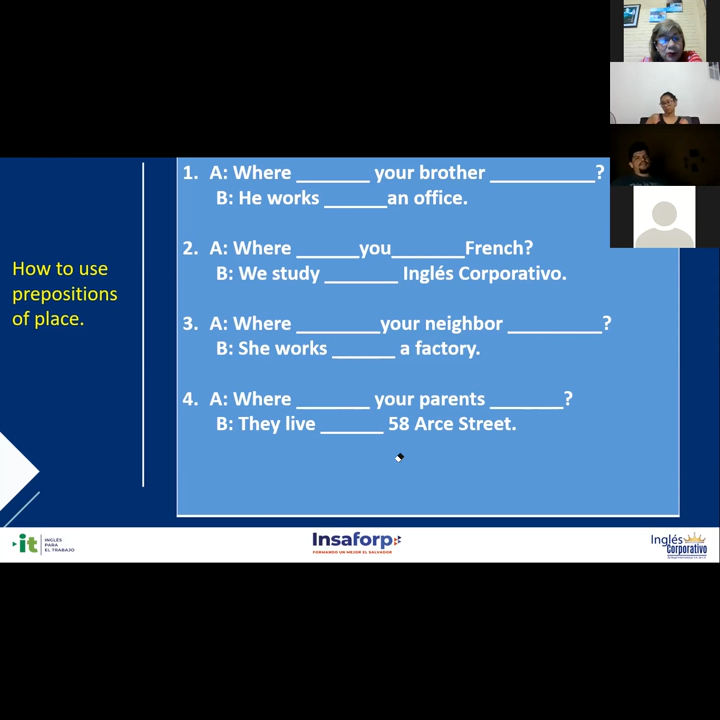 How to use
prepositions
of place.
1. A: Where _______ your brother __________?
B: He works ______an office.
2. A: Where ______you_______French?
B: We study _______ Inglés Corporativo.
3. A: Where ________your neighbor _________?
B: She works ______ a factory.
4. A: Where _______ your parents _______?
B: They live ______ 58 Arce Street.
it INGLÉS
PARA
EL TRABAJO
Insaforp
FORMANDO UN MEJOR EL SALVADOR
Inglés
Corporativo